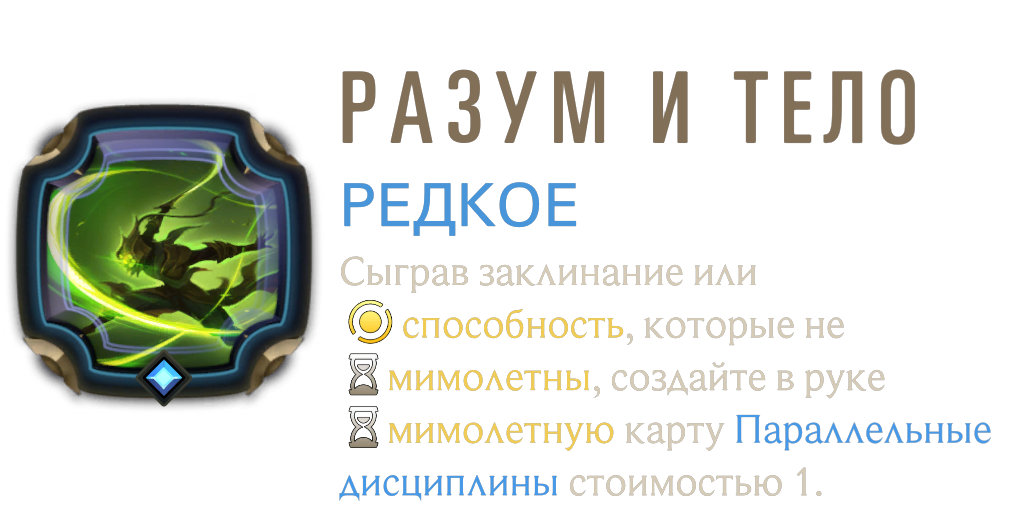 РАЗУМ И ТЕЛО
РЕДКОЕ
Сыграв заклинание или
способность, которые не
мимолетны, создайте в руке
мимолетную карту Параллельные
дисциплины стоимостью 1.